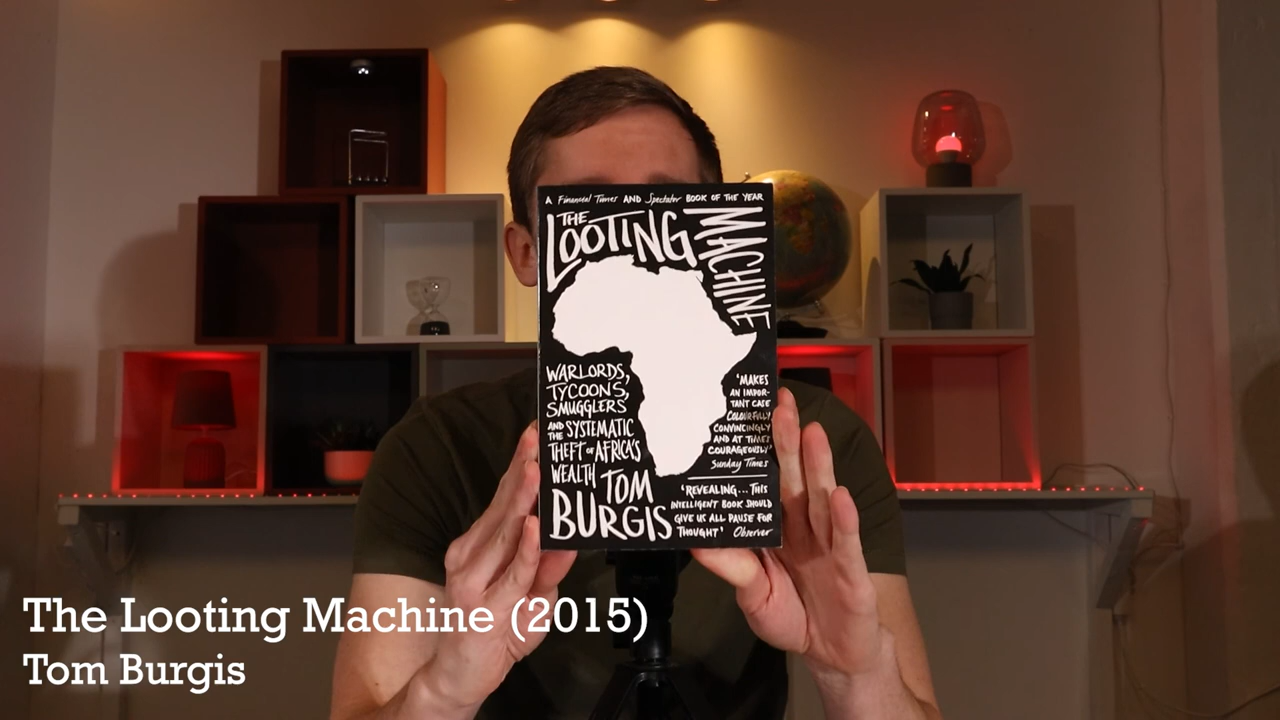 A Financial Times AND Spectator BOOK OF THE YEAR
THE
LOOTING
MACHINE
WARLORDS,
TYCOONS,
SMUGGLERS
AND THE SYSTEMATIC
THEFT OF AFRICA'S
WEALTH
TOM
BURGIS
'MAKES
AN IMPOR-
TANT CASE
COLOURFULLY
CONVINCINGLY
AND AT TIMES
COURAGEOUSLY'
Sunday Times
'REVEALING... THIS
INTELLIGENT BOOK SHOULD
GIVE US ALL PAUSE FOR
THOUGHT' Observer
The Looting Machine (2015)
Tom Burgis